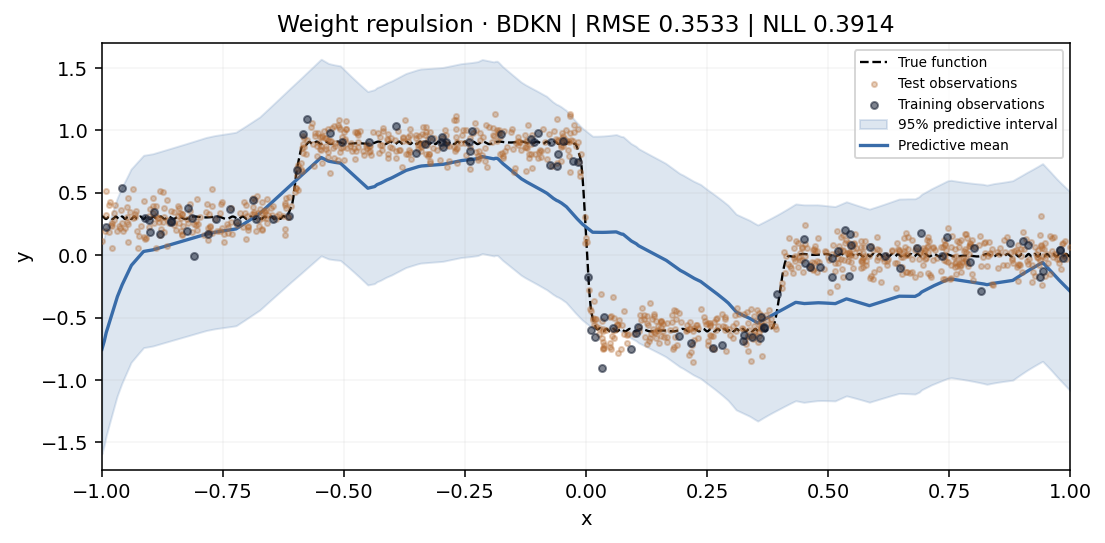 Weight repulsion · BDKN | RMSE 0.3533 | NLL 0.3914
True function
Test observations
Training observations
95% predictive interval
Predictive mean
y
1.5
1.0
0.5
0.0
−0.5
−1.0
−1.5
−1.00
−0.75
−0.50
−0.25
0.00
0.25
0.50
0.75
1.00
x